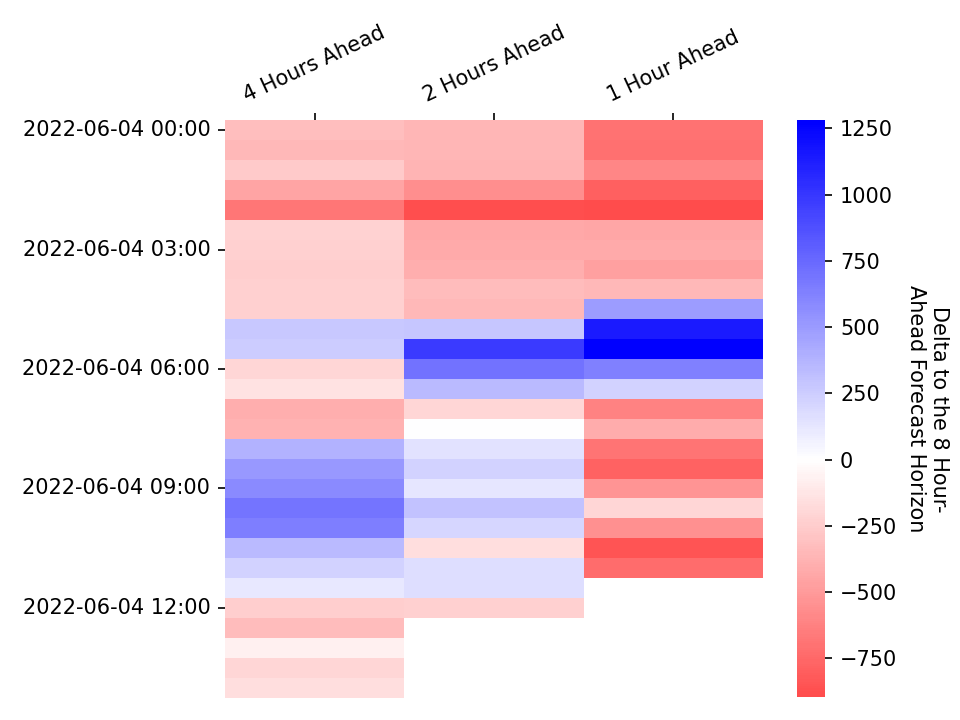 4 Hours Ahead
2 Hours Ahead
1 Hour Ahead
2022-06-04 00:00
2022-06-04 03:00
2022-06-04 06:00
2022-06-04 09:00
2022-06-04 12:00
1250
1000
750
500
250
0
−250
−500
−750
Delta to the 8 Hour-
Ahead Forecast Horizon